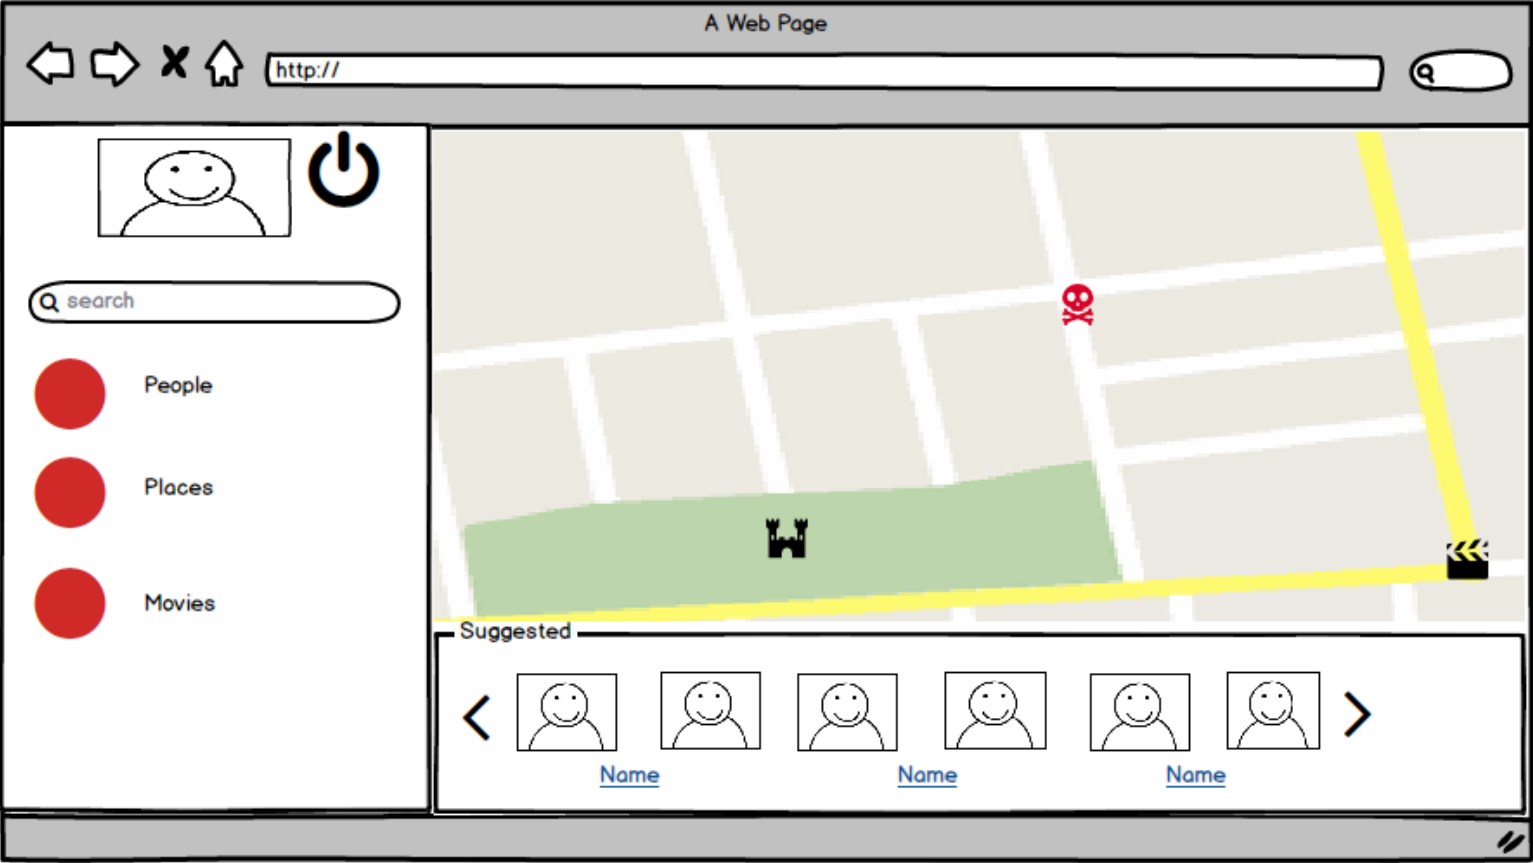 A Web Page
http://
search
People
Places
Movies
Suggested
Name
Name
Name